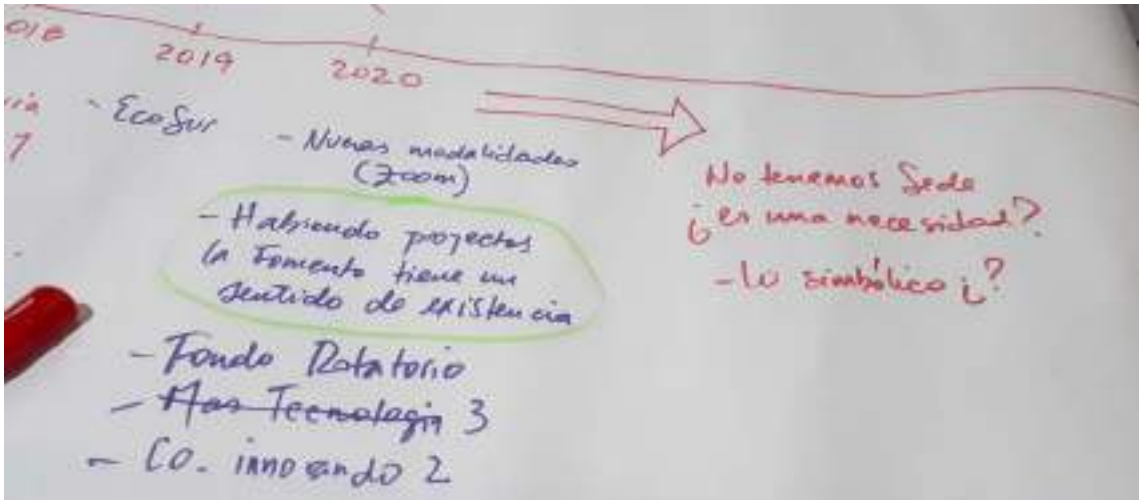 2019
2020
- EcoSur
- Nuevas modalidades
(Zoom)
- Habiendo proyectos
la Fomento tiene un
sentido de existencia
- Fondo Rotatorio
- Mas Tecnologia 3
- Co. innovando 2
No tenemos Sede
¿es una necesidad?
- lo simbólico ¿?